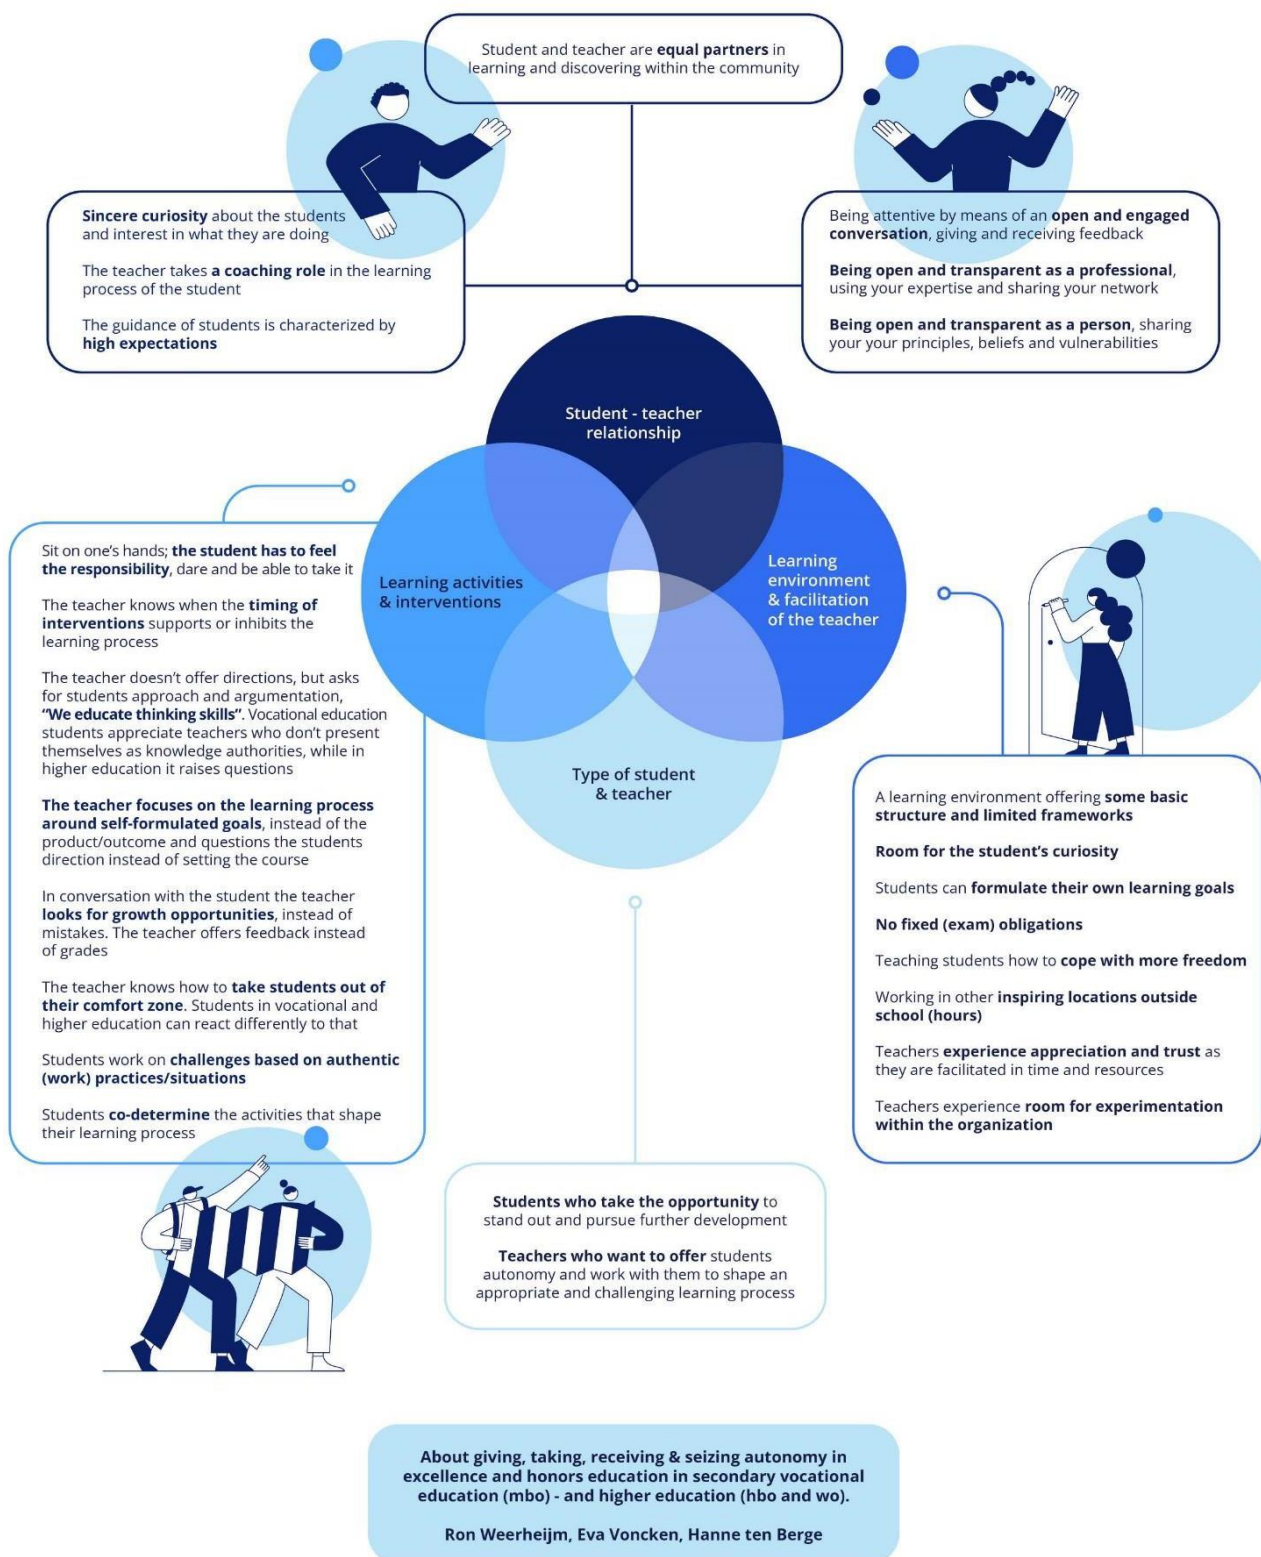 Student and teacher are equal partners in
learning and discovering within the community
Sincere curiosity about the students
and interest in what they are doing
The teacher takes a coaching role in the learning
process of the student
The guidance of students is characterized by
high expectations
Being attentive by means of an open and engaged
conversation, giving and receiving feedback
Being open and transparent as a professional,
using your expertise and sharing your network
Being open and transparent as a person, sharing
your your principles, beliefs and vulnerabilities
Student - teacher
relationship
Learning activities
& interventions
Learning
environment
& facilitation
of the teacher
Type of student
& teacher
Sit on one's hands; the student has to feel
the responsibility, dare and be able to take it
The teacher knows when the timing of
interventions supports or inhibits the
learning process
The teacher doesn't offer directions, but asks
for students approach and argumentation,
“We educate thinking skills”. Vocational education
students appreciate teachers who don't present
themselves as knowledge authorities, while in
higher education it raises questions
The teacher focuses on the learning process
around self-formulated goals, instead of the
product/outcome and questions the students
direction instead of setting the course
In conversation with the student the teacher
looks for growth opportunities, instead of
mistakes. The teacher offers feedback instead
of grades
The teacher knows how to take students out of
their comfort zone. Students in vocational and
higher education can react differently to that
Students work on challenges based on authentic
(work) practices/situations
Students co-determine the activities that shape
their learning process
A learning environment offering some basic
structure and limited frameworks
Room for the student's curiosity
Students can formulate their own learning goals
No fixed (exam) obligations
Teaching students how to cope with more freedom
Working in other inspiring locations outside
school (hours)
Teachers experience appreciation and trust as
they are facilitated in time and resources
Teachers experience room for experimentation
within the organization
Students who take the opportunity to
stand out and pursue further development
Teachers who want to offer students
autonomy and work with them to shape an
appropriate and challenging learning process
About giving, taking, receiving & seizing autonomy in
excellence and honors education in secondary vocational
education (mbo) - and higher education (hbo and wo).
Ron Weerheijm, Eva Voncken, Hanne ten Berge